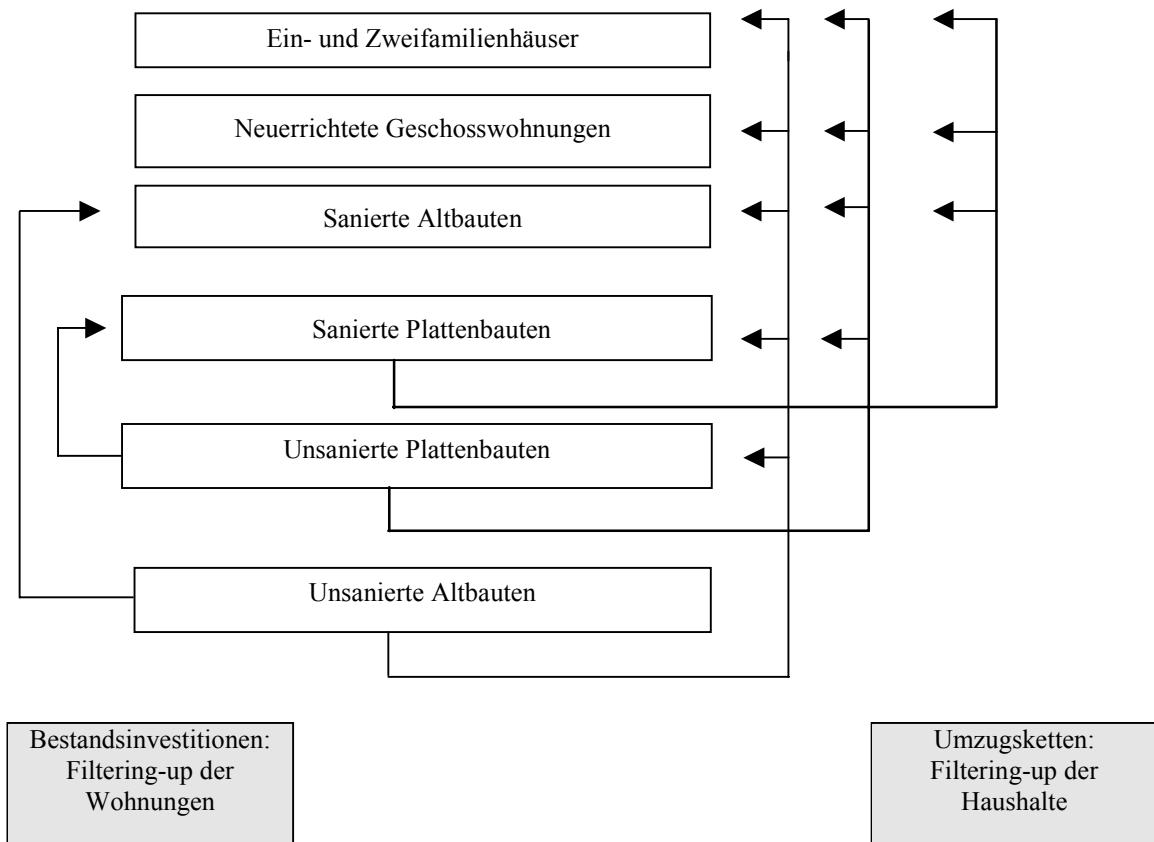 Ein- und Zweifamilienhäuser
Neuerrichtete Geschosswohnungen
Sanierte Altbauten
Sanierte Plattenbauten
Unsanierte Plattenbauten
Unsanierte Altbauten
Bestandsinvestitionen:
Filtering-up der
Wohnungen
Umzugsketten:
Filtering-up der
Haushalte